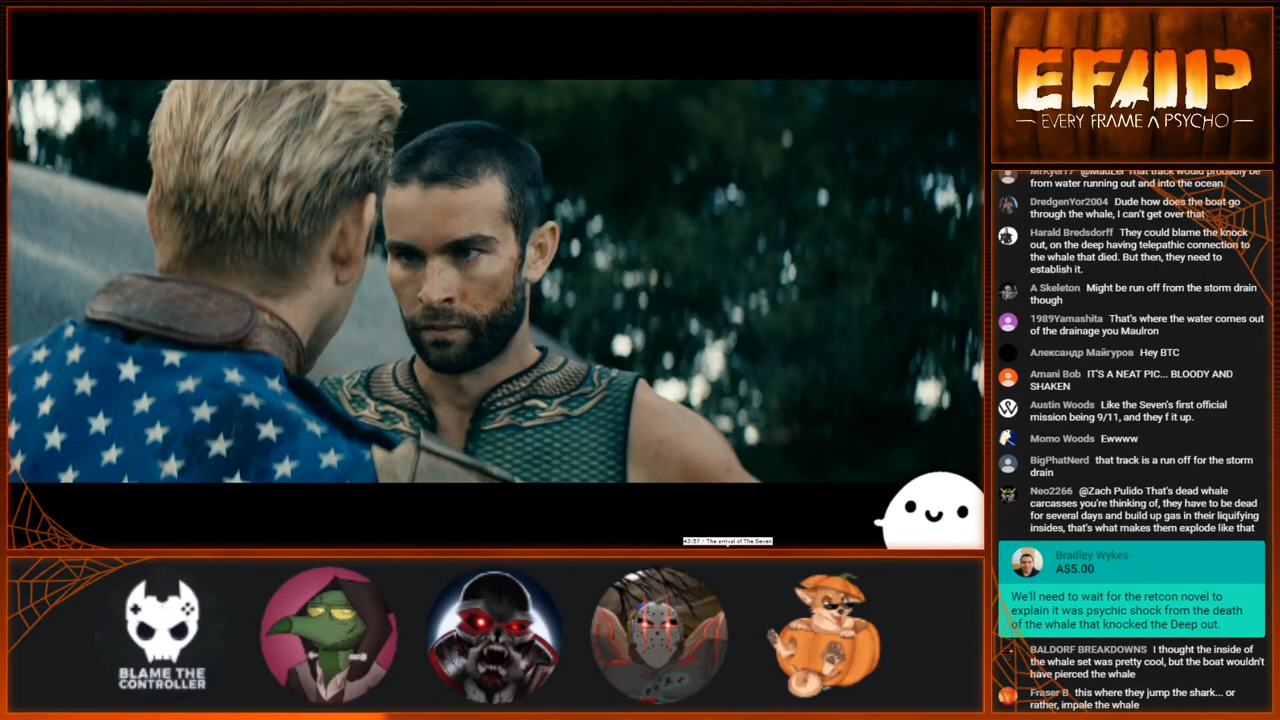 EFAP
EVERY FRAME A PSYCHO
MrKyel17 @MauLer That track would probably be
from water running out and into the ocean.
DredgenYor2004 Dude how does the boat go
through the whale, I can't get over that
Harald Bredsdorff They could blame the knock
out, on the deep having telepathic connection to
the whale that died. But then, they need to
establish it.
A Skeleton Might be run off from the storm drain
though
1989Yamashita That's where the water comes out
of the drainage you Maulron
Александр Майгуров Hey BTC
Amani Bob IT'S A NEAT PIC... BLOODY AND
SHAKEN
Austin Woods Like the Seven's first official
mission being 9/11, and they f it up.
Momo Woods Ewwww
BigPhatNerd that track is a run off for the storm
drain
Neo2266 @Zach Pulido That's dead whale
carcasses you're thinking of, they have to be dead
for several days and build up gas in their liquifying
insides, that's what makes them explode like that
Bradley Wykes
A$5.00
We'll need to wait for the retcon novel to
explain it was psychic shock from the death
of the whale that knocked the Deep out.
BALDORF BREAKDOWNS I thought the inside of
the whale set was pretty cool, but the boat wouldn't
have pierced the whale
Fraser B this where they jump the shark... or
rather, impale the whale
43:57 - The arrival of The Seven
BLAME THE
CONTROLLER